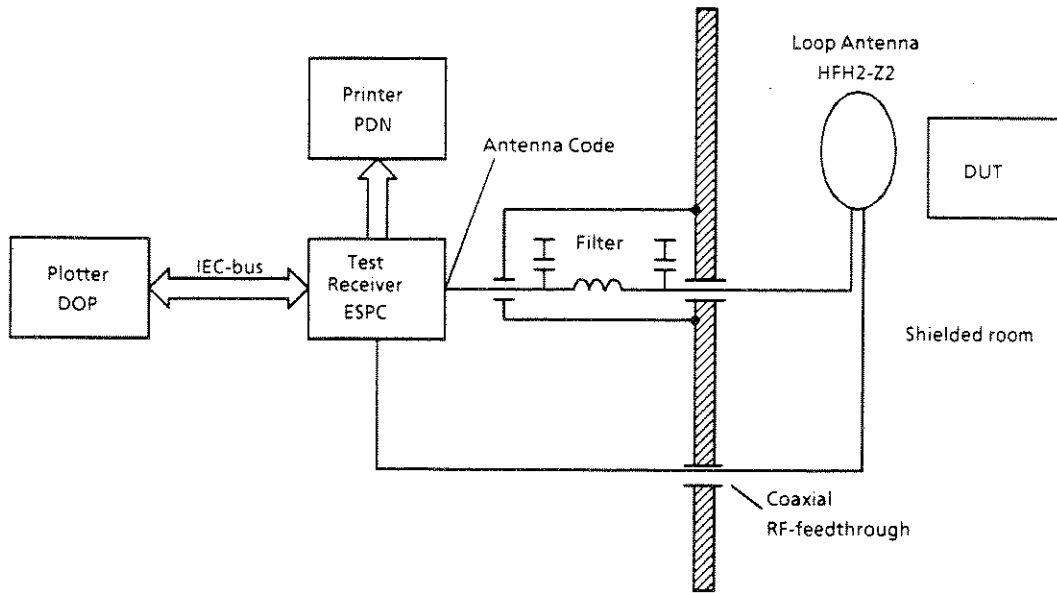 Loop Antenna
HFH2-Z2
Printer
PDN
Antenna Code
DUT
Filter
Plotter
DOP
IEC-bus
Test
Receiver
ESPC
Shielded room
Coaxial
RF-feedthrough